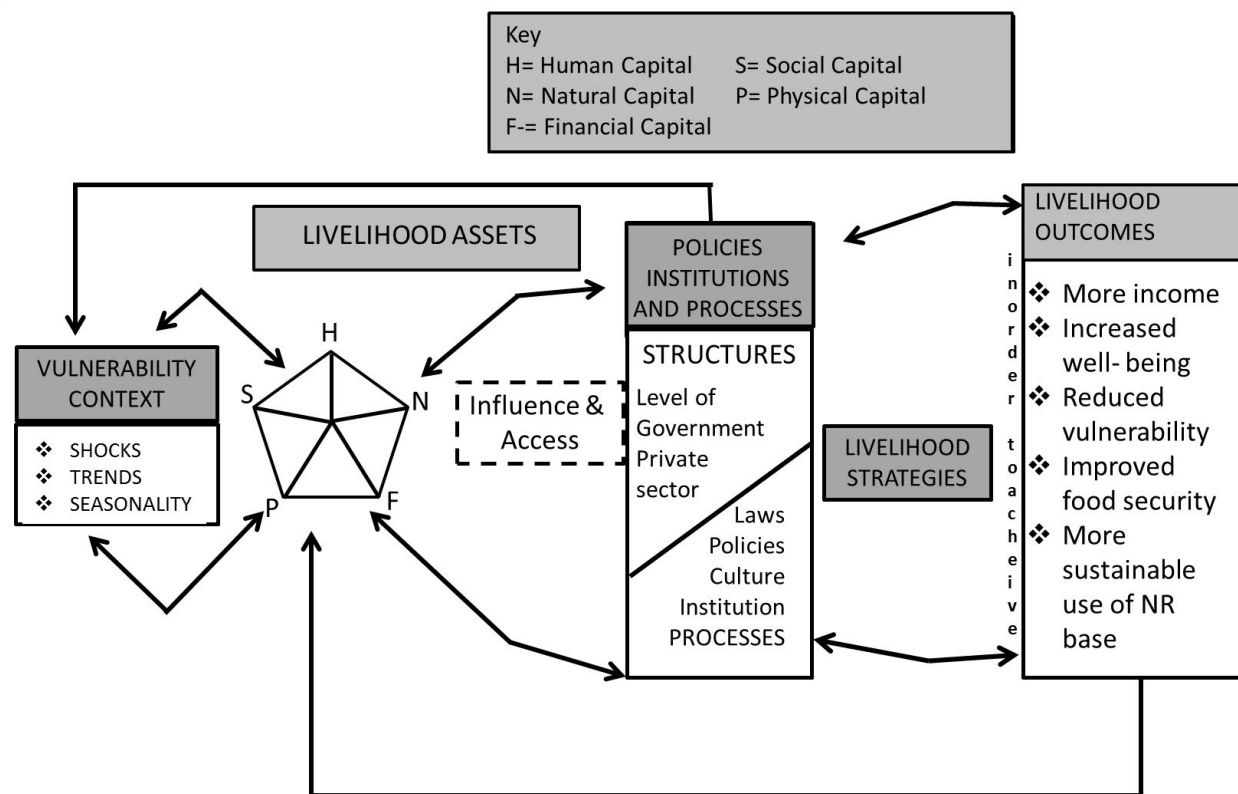 Key
H= Human Capital S= Social Capital
N= Natural Capital P= Physical Capital
F-= Financial Capital
LIVELIHOOD ASSETS
VULNERABILITY
CONTEXT
❖ SHOCKS
❖ TRENDS
❖ SEASONALITY
H
S
N
P
F
Influence &
Access
POLICIES
INSTITUTIONS
AND PROCESSES
STRUCTURES
Level of
Government
Private
sector
Laws
Policies
Culture
Institution
PROCESSES
LIVELIHOOD
STRATEGIES
inorder toacheive
LIVELIHOOD
OUTCOMES
❖ More income
❖ Increased
well- being
❖ Reduced
vulnerability
❖ Improved
food security
❖ More
sustainable
use of NR
base